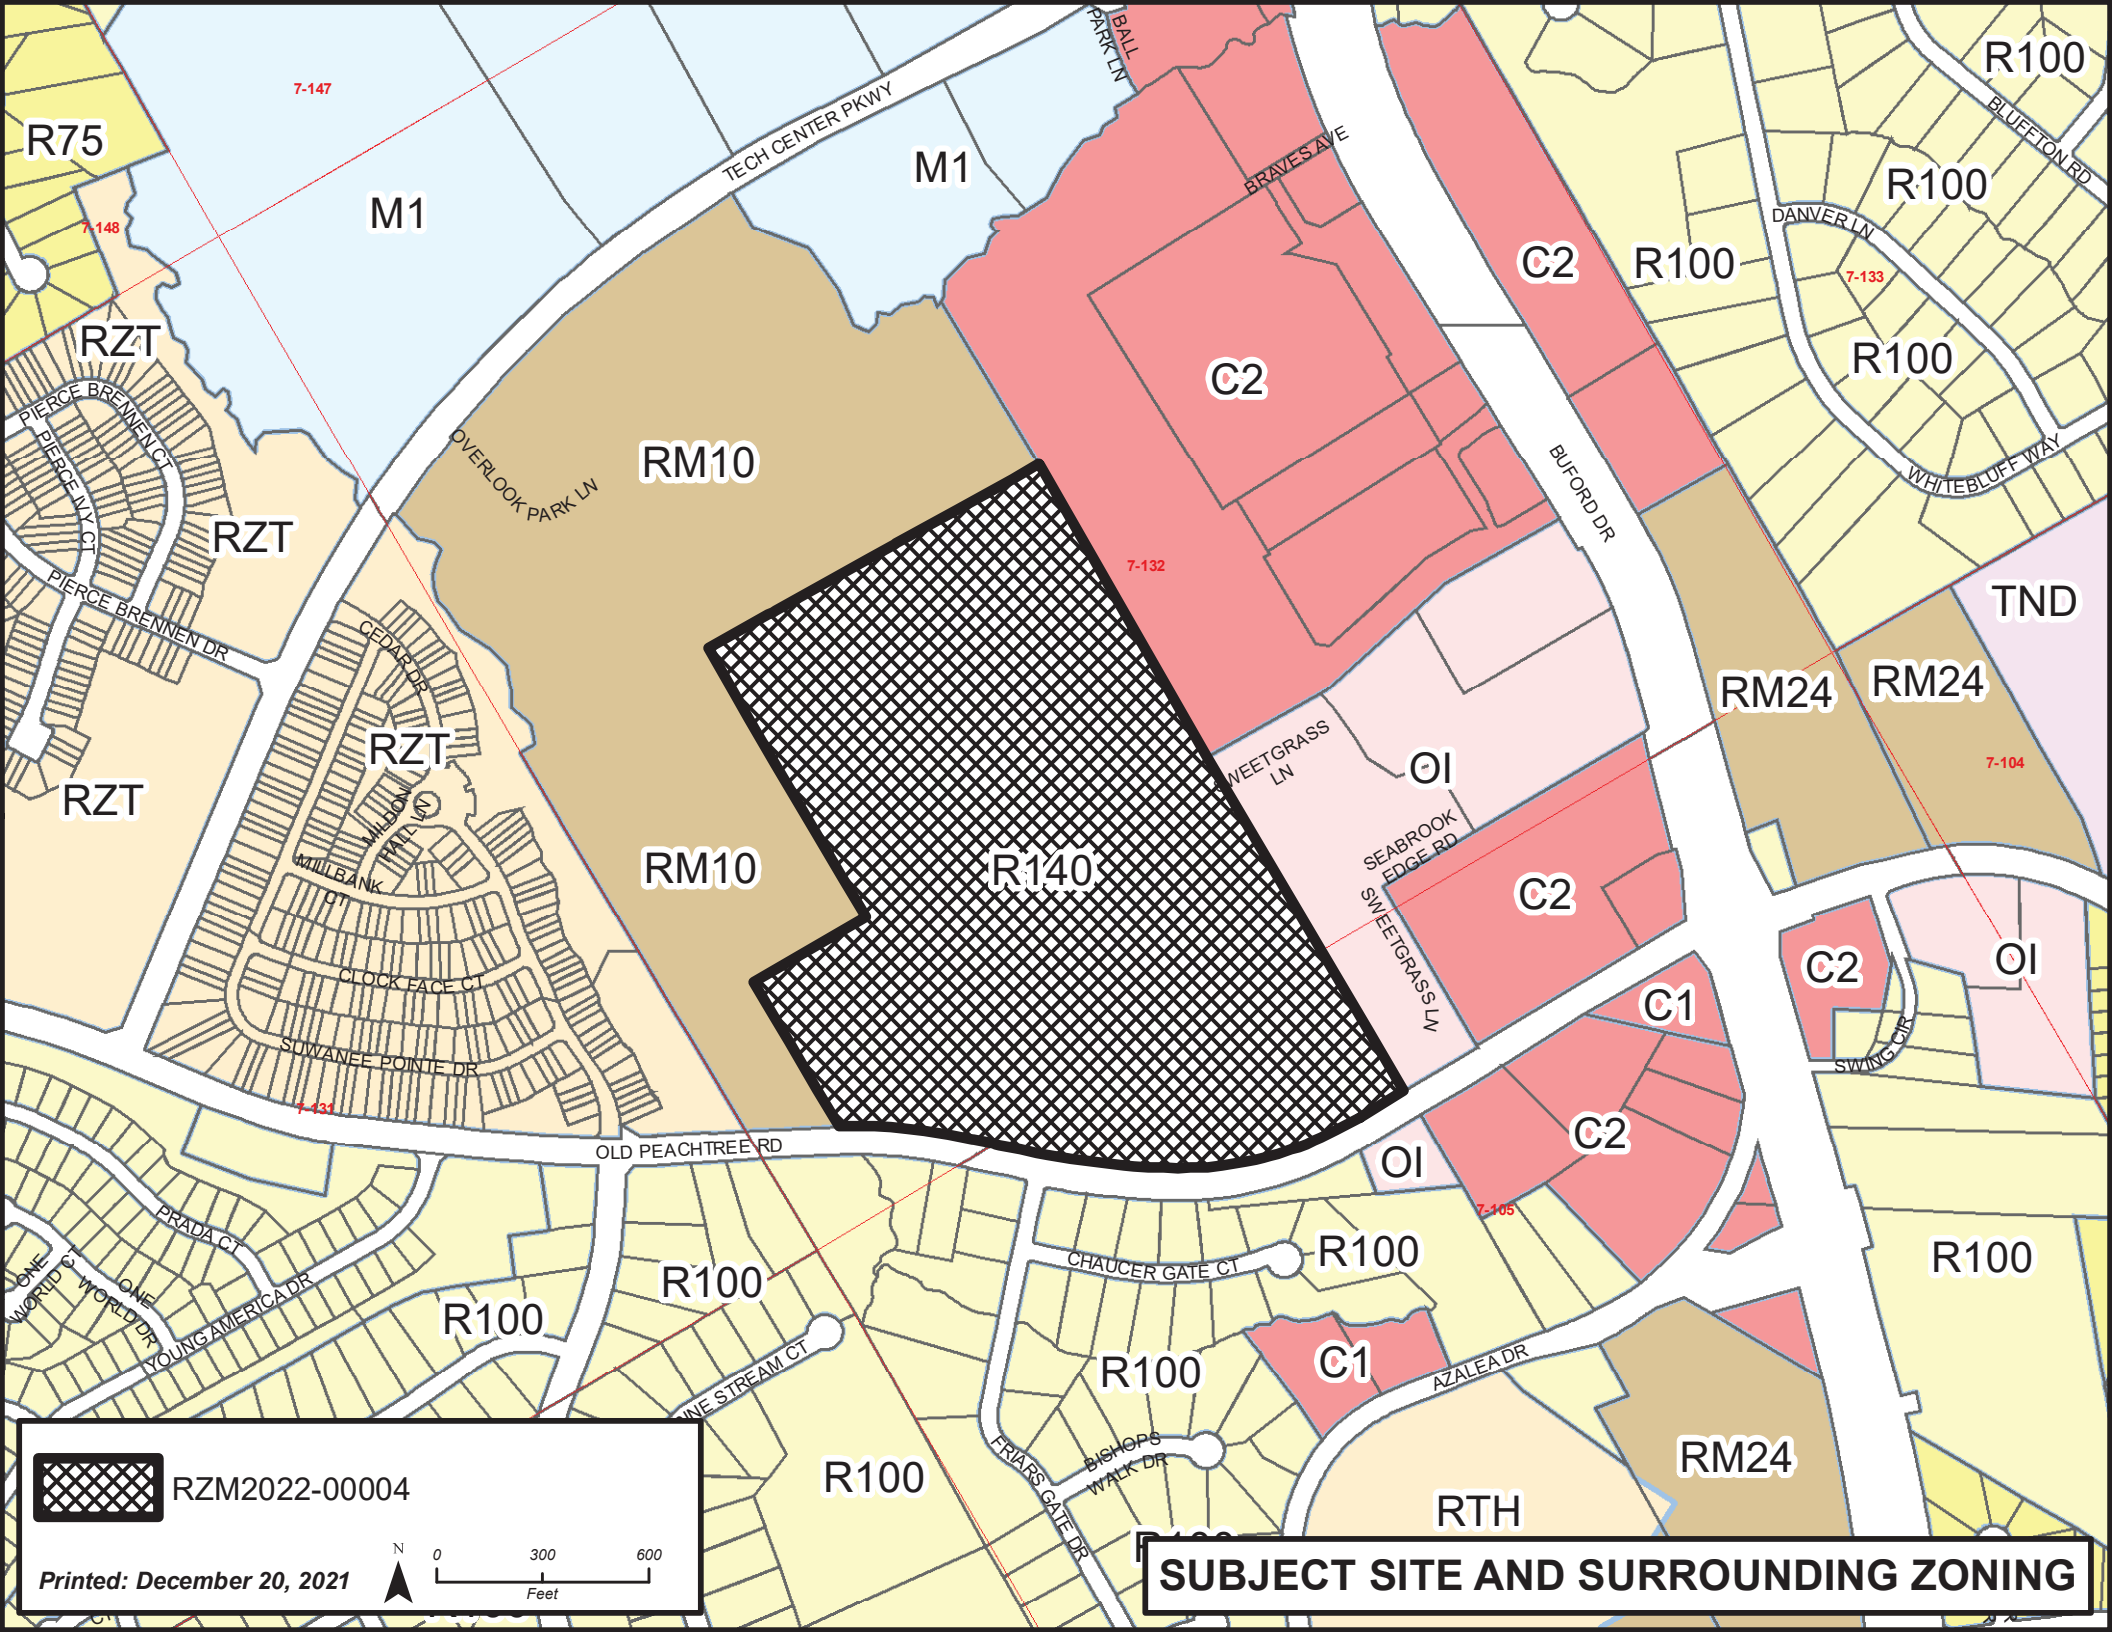 BALL
PARK LN
R100
7-147
TECH CENTER PKWY
BLUFFTON RD
R75
BRAVES AVE
M1
R100
M1
DANVER LN
7-148
C2
R100
7-133
RZT
R100
C2
PIERCE BRENNEN CT
PIERCE IVY CT
OVERLOOK PARK LN
RM10
BUFORD DR
WHITEBLUFF WAY
RZT
7-132
PIERCE BRENNEN DR
TND
CEDAR DR
RM24
RM24
RZT
SWEETGRASS
LN
OI
7-104
RZT
MILDON
HALL LN
SEABROOK
EDGE RD
MILLBANK
CT
RM10
R140
C2
SWEETGRASS LN
CLOCK FACE CT
C2
OI
C1
SUWANEE POINTE DR
SWING CIR
7-131
OLD PEACHTREE RD
C2
OI
PRADA CT
7-105
CHAUCER GATE CT
R100
R100
R100
ONE
WORLD CT
ONE
WORLD DR
YOUNG AMERICA DR
R100
C1
R100
AZALEA DR
NNE STREAM CT
FRIARS GATE DR
BISHOPS
WALK DR
R100
RM24
RTH
RZM2022-00004
N
0 300 600
Feet
Printed: December 20, 2021
SUBJECT SITE AND SURROUNDING ZONING